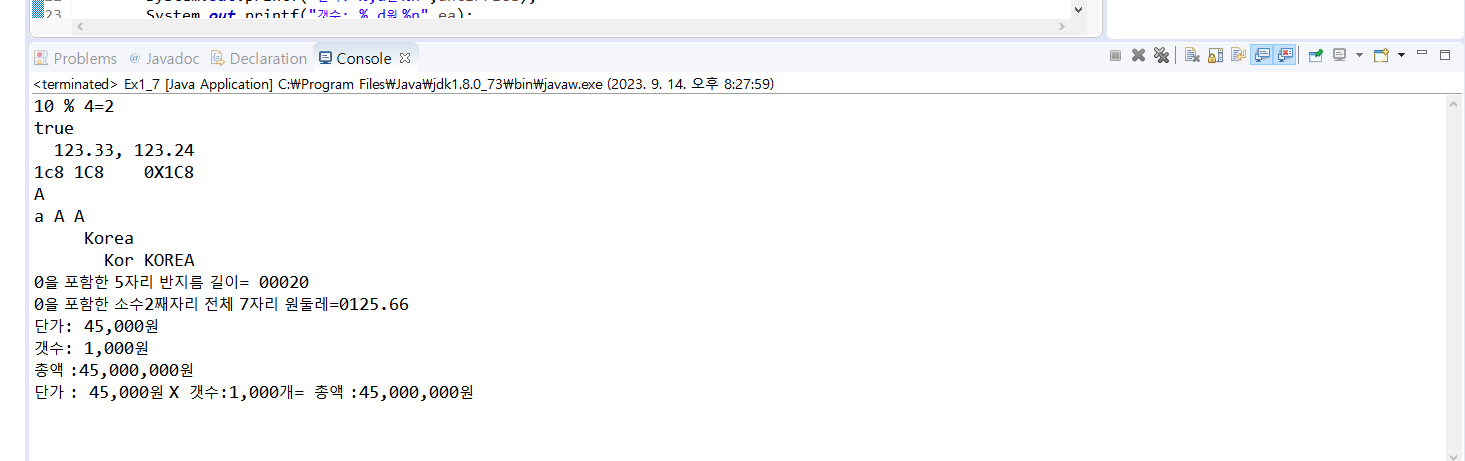 23 System.out.printf("갯수: %,d원 %n",ea);
Problems @ Javadoc Declaration Console
<terminated> Ex1_7 [Java Application] C:₩Program Files₩Java₩jdk1.8.0_73₩bin₩javaw.exe (2023. 9. 14. 오후 8:27:59)
10 % 4=2
true
  123.33, 123.24
1c8 1C8    0X1C8
A
a A A
     Korea
       Kor KOREA
0을 포함한 5자리 반지름 길이= 00020
0을 포함한 소수2째자리 전체 7자리 원둘레=0125.66
단가: 45,000원
갯수: 1,000원
총액 :45,000,000원
단가 : 45,000원 X 갯수:1,000개= 총액 :45,000,000원